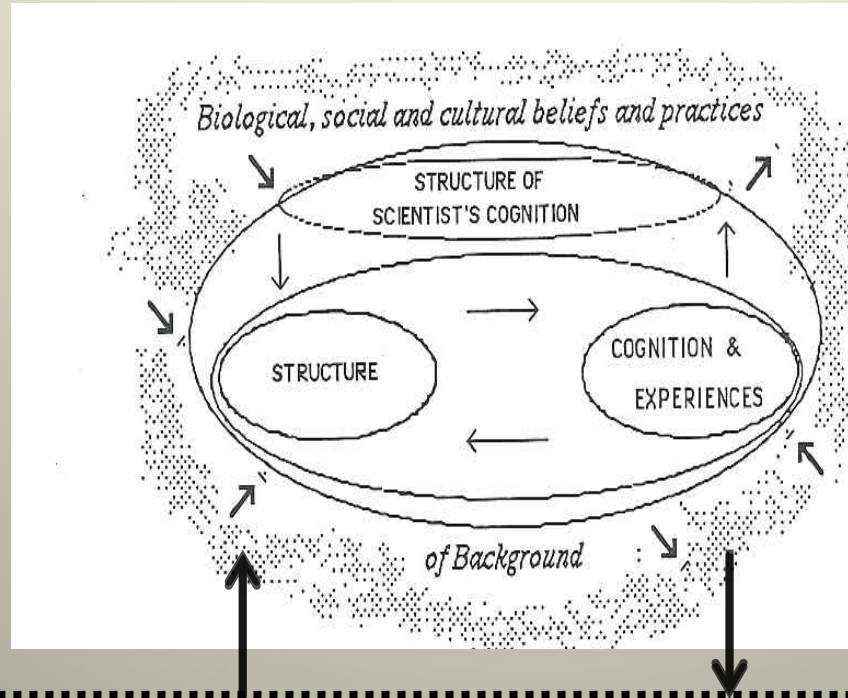 Biological, social and cultural beliefs and practices
STRUCTURE OF
SCIENTIST'S COGNITION
STRUCTURE
COGNITION &
EXPERIENCES
of Background